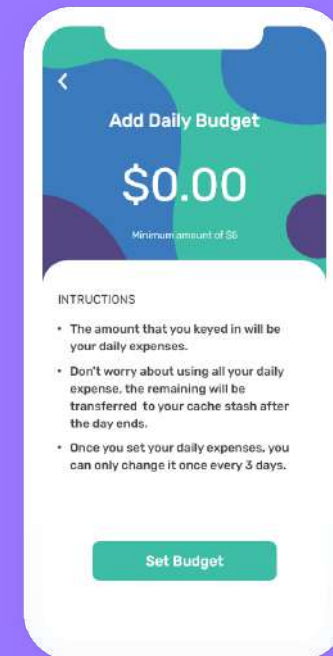 Add Daily Budget
$0.00
Minimum amount of $6
INTRUCTIONS
• The amount that you keyed in will be
your daily expenses.
• Don't worry about using all your daily
expense, the remaining will be
transferred to your cache stash after
the day ends.
• Once you set your daily expenses, you
can only change it once every 3 days.
Set Budget